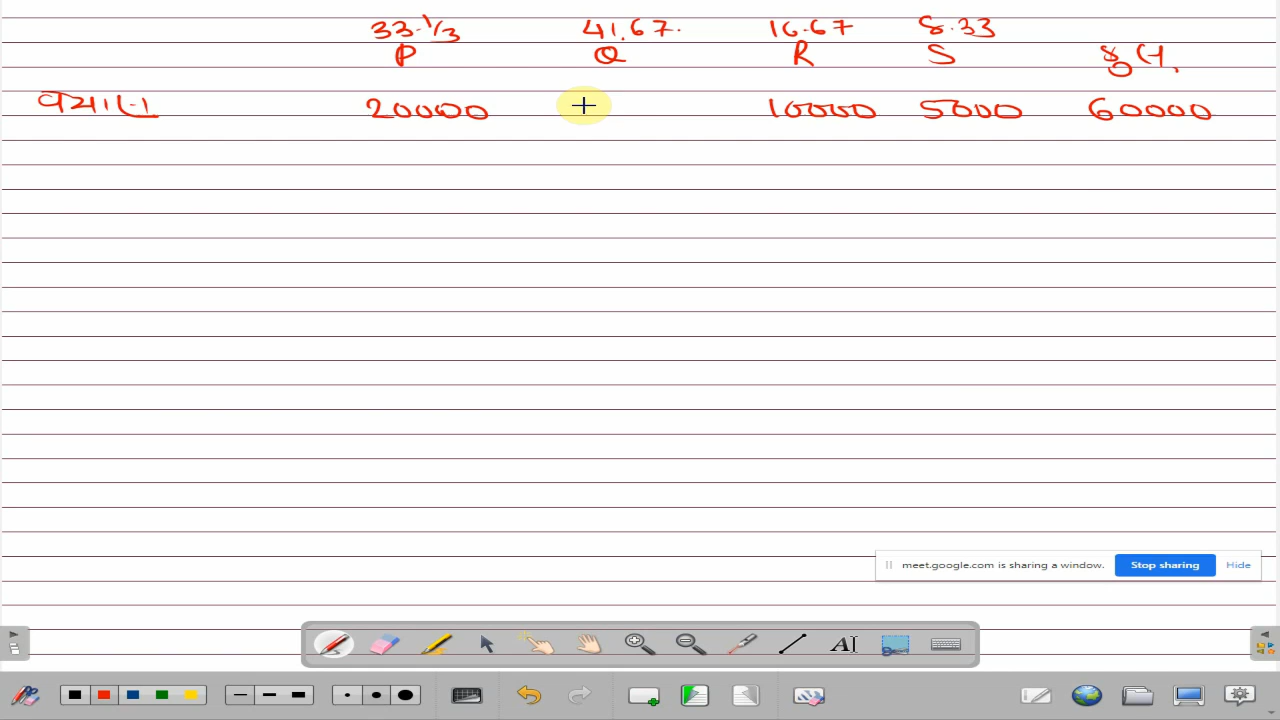 33.1/3 41.67. 16.67 8.33
P Q R S कुल
20000 10000 5000 60000
meet.google.com is sharing a window. Stop sharing Hide
A